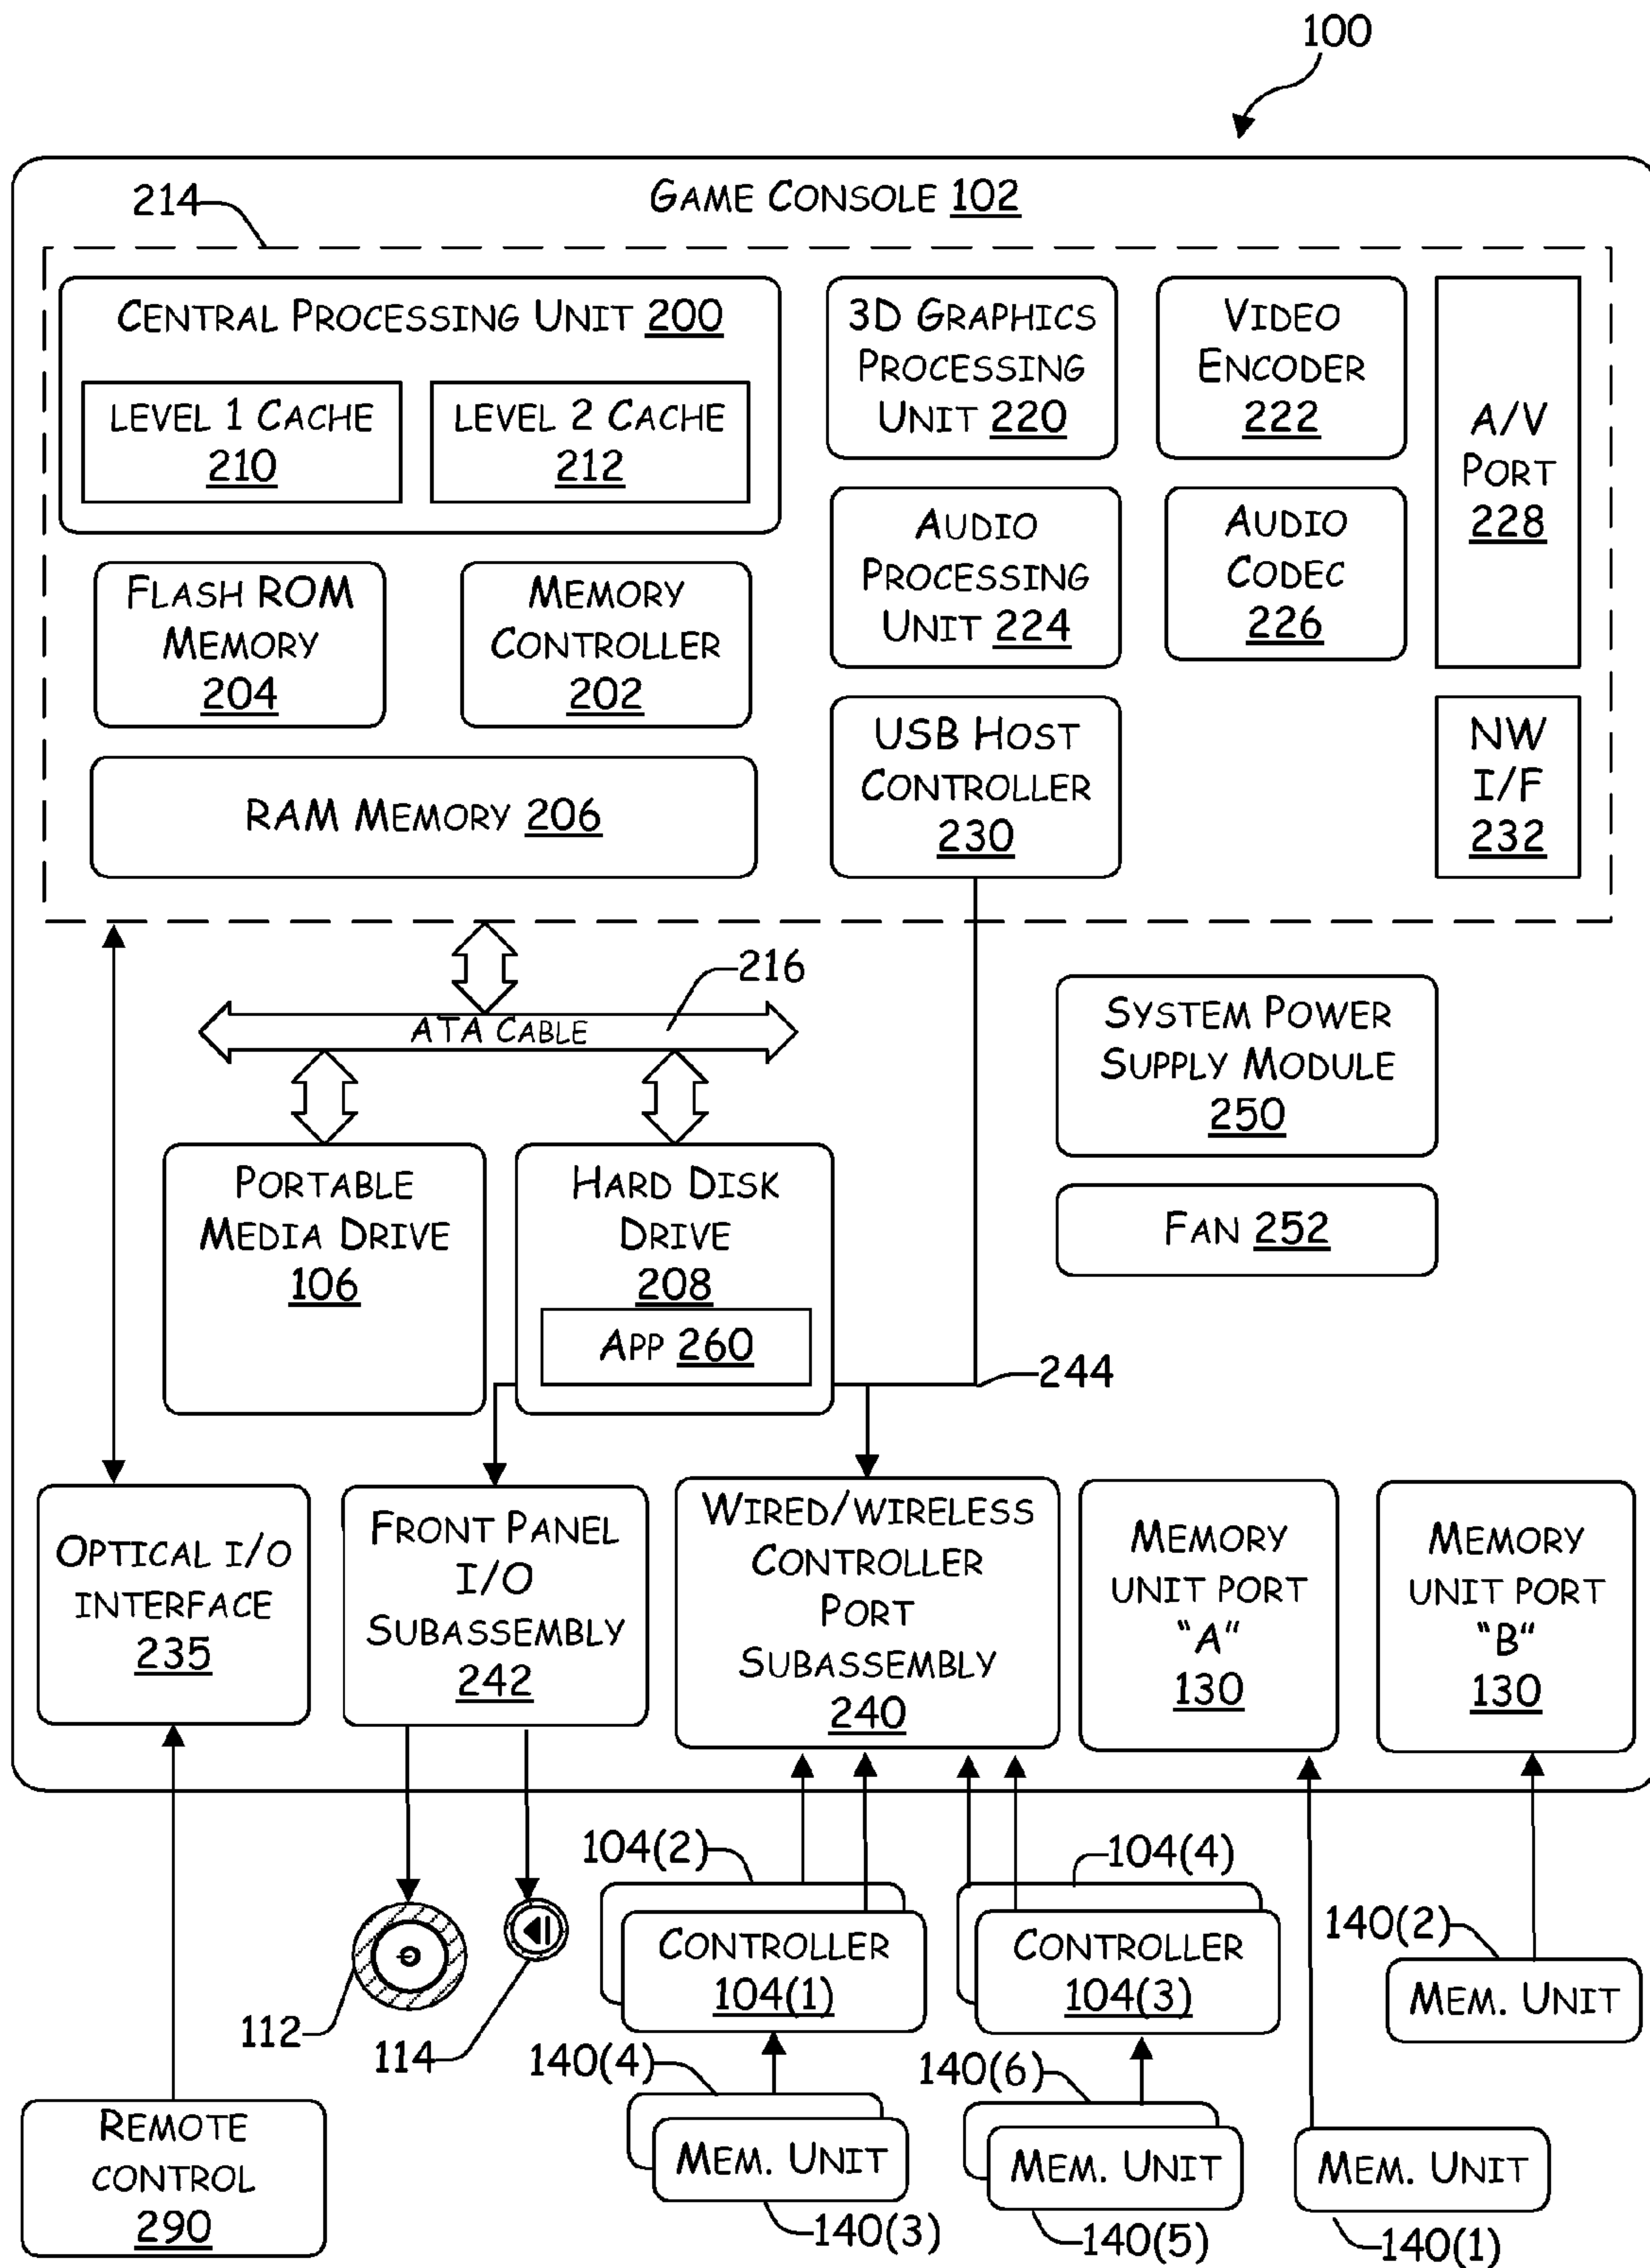 100
GAME CONSOLE 102
214
CENTRAL PROCESSING UNIT 200
LEVEL 1 CACHE
210
LEVEL 2 CACHE
212
3D GRAPHICS
PROCESSING
UNIT 220
VIDEO
ENCODER
222
A/V
PORT
228
AUDIO
PROCESSING
UNIT 224
AUDIO
CODEC
226
FLASH ROM
MEMORY
204
MEMORY
CONTROLLER
202
USB HOST
CONTROLLER
230
NW
I/F
232
RAM MEMORY 206
216
ATA CABLE
SYSTEM POWER
SUPPLY MODULE
250
PORTABLE
MEDIA DRIVE
106
HARD DISK
DRIVE
208
APP 260
FAN 252
244
OPTICAL I/O
INTERFACE
235
FRONT PANEL
I/O
SUBASSEMBLY
242
WIRED/WIRELESS
CONTROLLER
PORT
SUBASSEMBLY
240
MEMORY
UNIT PORT
"A"
130
MEMORY
UNIT PORT
"B"
130
104(2)
104(4)
CONTROLLER
104(1)
CONTROLLER
104(3)
140(2)
MEM. UNIT
112
114
140(4)
140(6)
REMOTE
CONTROL
290
MEM. UNIT
140(3)
MEM. UNIT
140(5)
MEM. UNIT
140(1)